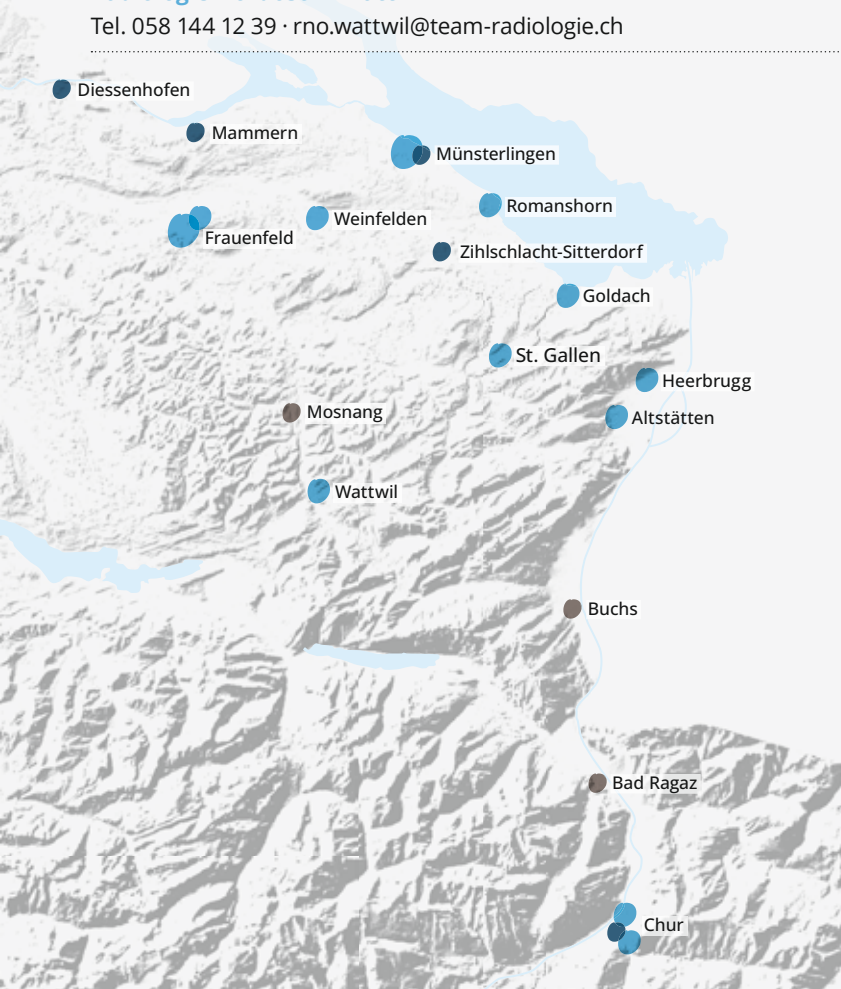 Tel. 058 144 12 39 · rno.wattwil@team-radiologie.ch
Diessenhofen
Mammern
Münsterlingen
Romanshorn
Weinfelden
Frauenfeld
Zihlschlacht-Sitterdorf
Goldach
St. Gallen
Heerbrugg
Mosnang
Altstätten
Wattwil
Buchs
Bad Ragaz
Chur